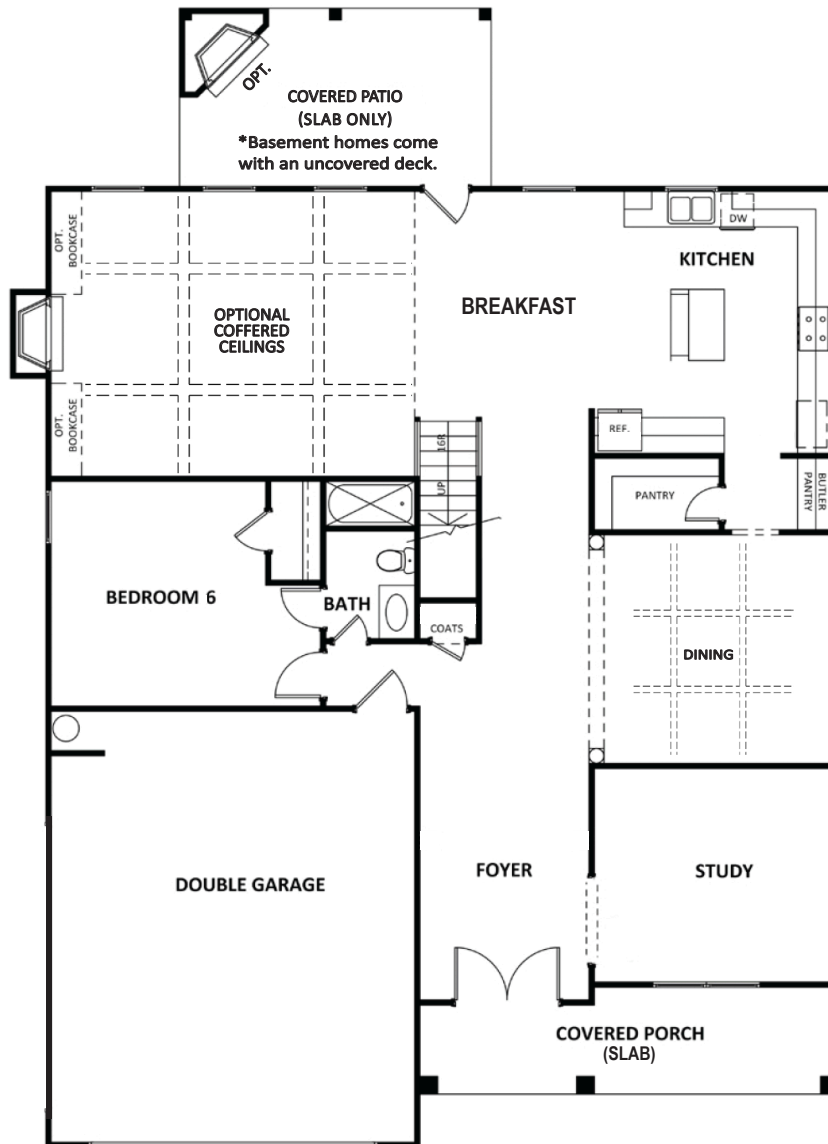 OPT.
COVERED PATIO
(SLAB ONLY)
*Basement homes come
with an uncovered deck.
OPT.
BOOKCASE
DW
KITCHEN
BREAKFAST
OPTIONAL
COFFERED
CEILINGS
OPT.
BOOKCASE
REF.
16R
UP
PANTRY
BUTLER
PANTRY
BEDROOM 6
BATH
COATS
DINING
DOUBLE GARAGE
FOYER
STUDY
COVERED PORCH
(SLAB)